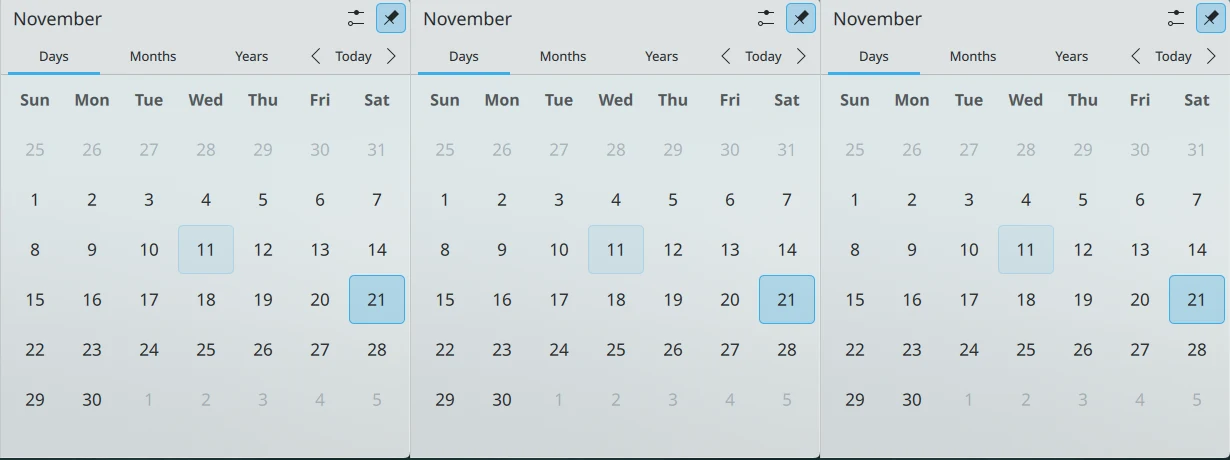 November
Days Months Years Today
Sun Mon Tue Wed Thu Fri Sat
25 26 27 28 29 30 31
1 2 3 4 5 6 7
8 9 10 11 12 13 14
15 16 17 18 19 20 21
22 23 24 25 26 27 28
29 30 1 2 3 4 5
November
Days Months Years Today
Sun Mon Tue Wed Thu Fri Sat
25 26 27 28 29 30 31
1 2 3 4 5 6 7
8 9 10 11 12 13 14
15 16 17 18 19 20 21
22 23 24 25 26 27 28
29 30 1 2 3 4 5
November
Days Months Years Today
Sun Mon Tue Wed Thu Fri Sat
25 26 27 28 29 30 31
1 2 3 4 5 6 7
8 9 10 11 12 13 14
15 16 17 18 19 20 21
22 23 24 25 26 27 28
29 30 1 2 3 4 5